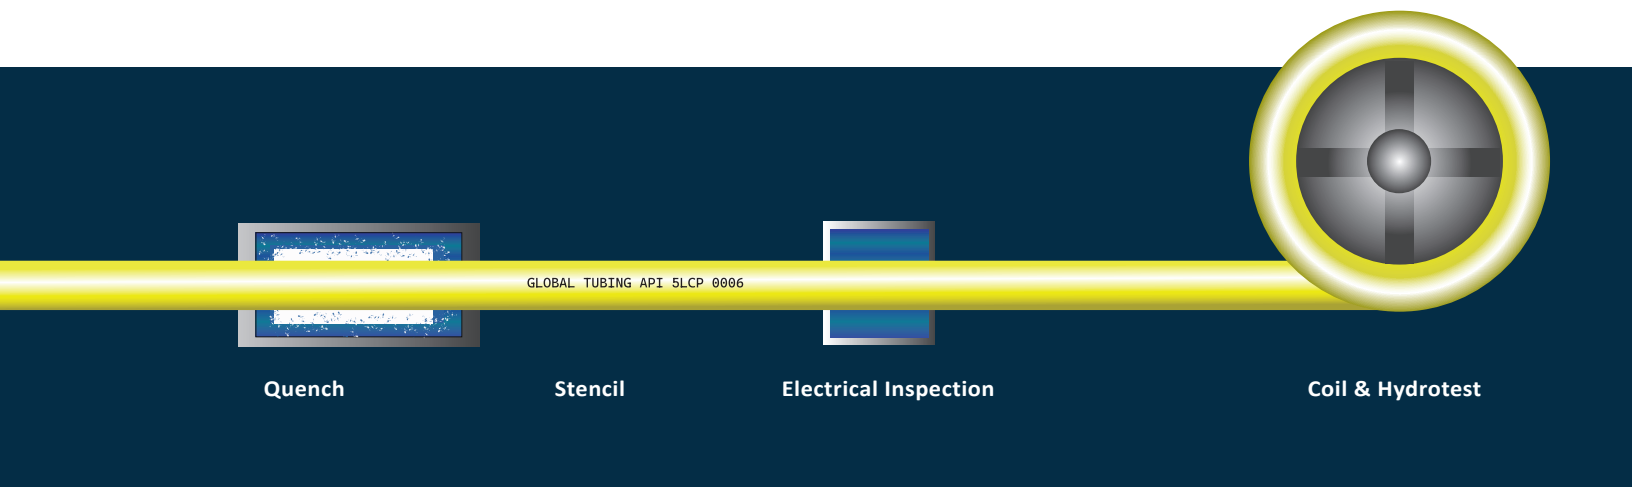 GLOBAL TUBING API 5LCP 0006
Quench
Stencil
Electrical Inspection
Coil & Hydrotest